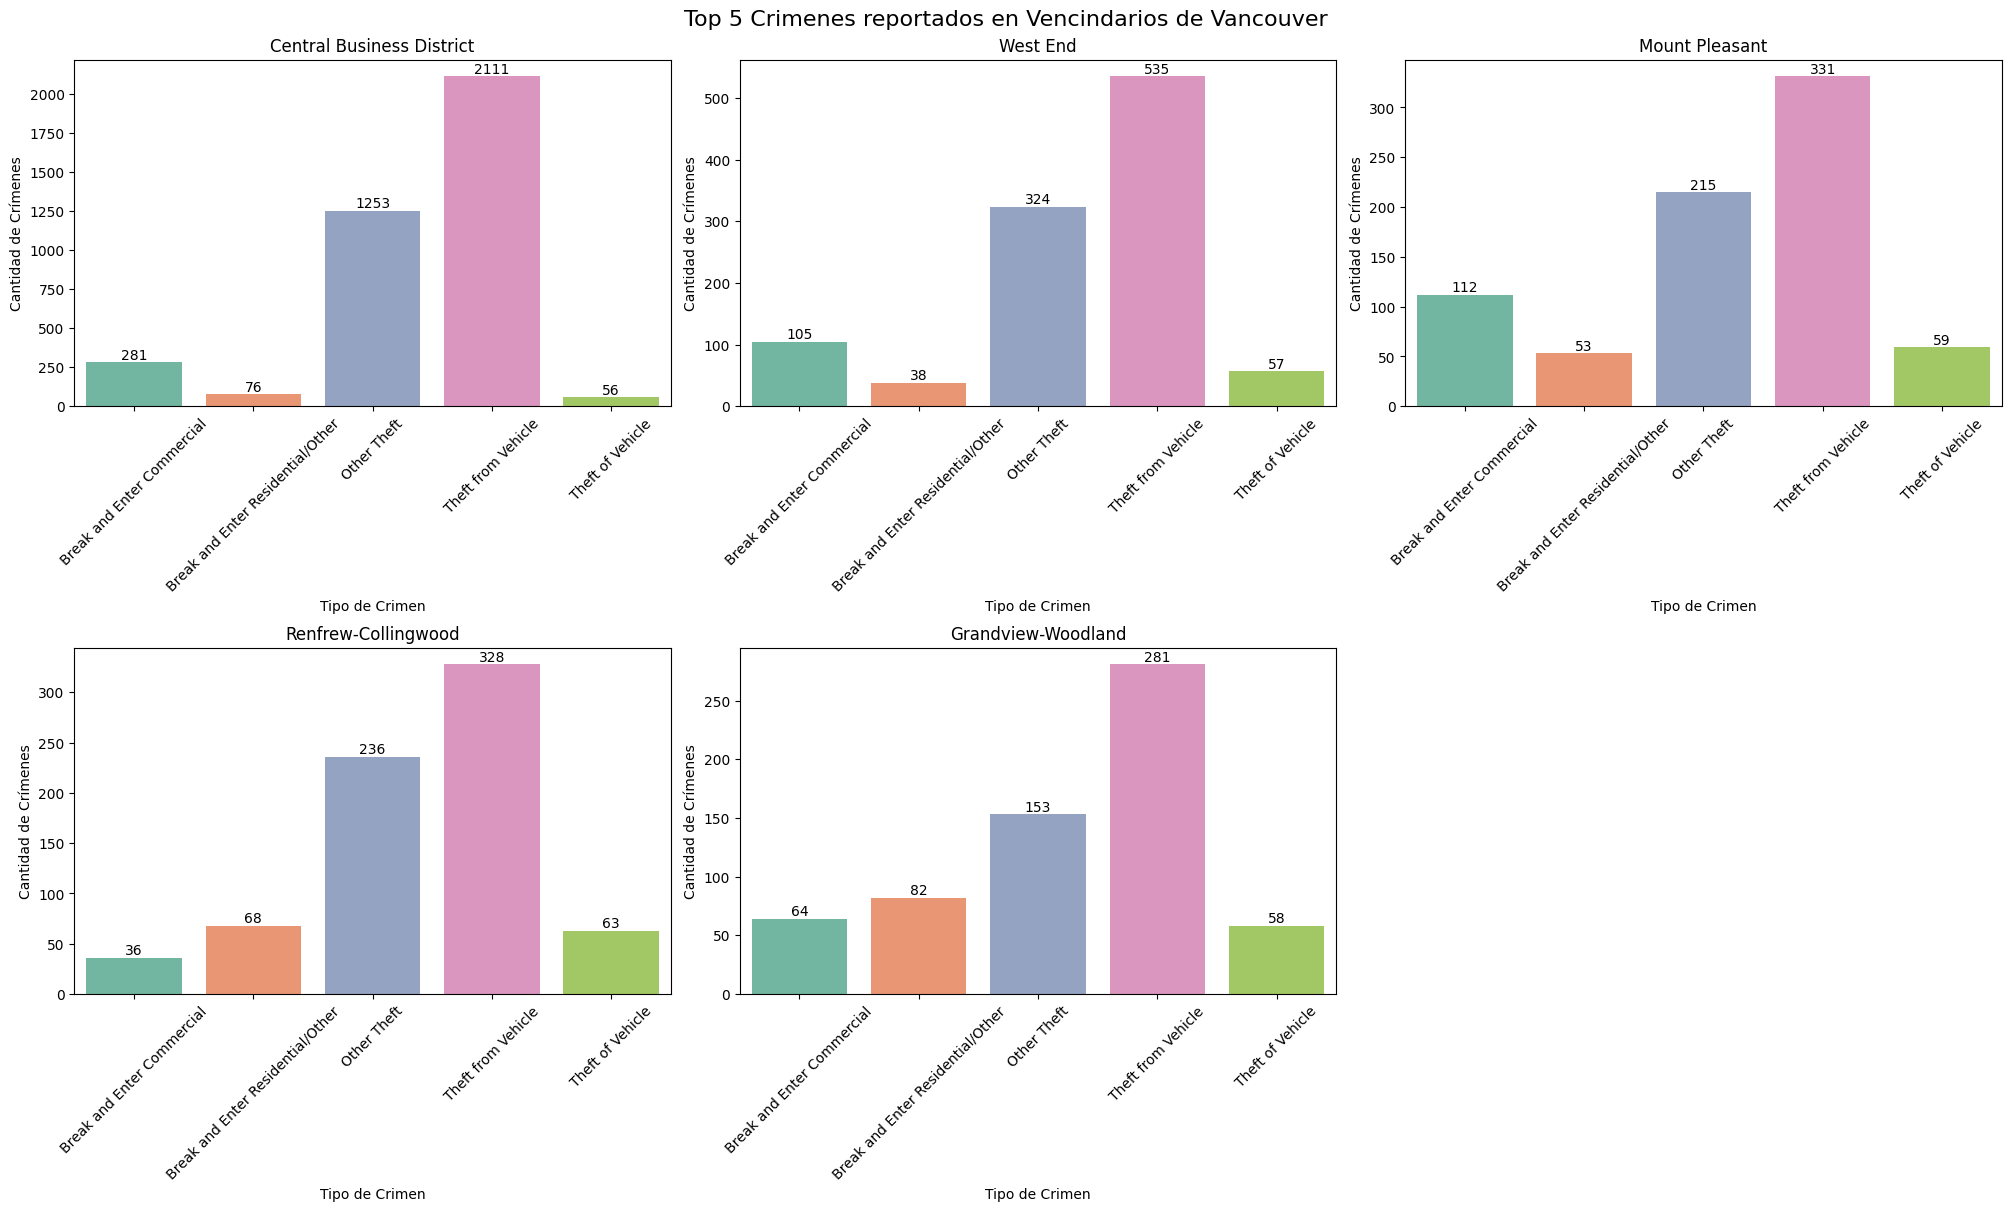 Top 5 Crimenes reportados en Vencindarios de Vancouver
Central Business District
Cantidad de Crímenes
2000
1750
1500
1250
1000
750
500
250
0
281
76
1253
2111
56
Break and Enter Commercial
Break and Enter Residential/Other
Other Theft
Theft from Vehicle
Theft of Vehicle
Tipo de Crimen
West End
Cantidad de Crímenes
500
400
300
200
100
0
105
38
324
535
57
Break and Enter Commercial
Break and Enter Residential/Other
Other Theft
Theft from Vehicle
Theft of Vehicle
Tipo de Crimen
Mount Pleasant
Cantidad de Crímenes
300
250
200
150
100
50
0
112
53
215
331
59
Break and Enter Commercial
Break and Enter Residential/Other
Other Theft
Theft from Vehicle
Theft of Vehicle
Tipo de Crimen
Renfrew-Collingwood
Cantidad de Crímenes
300
250
200
150
100
50
0
36
68
236
328
63
Break and Enter Commercial
Break and Enter Residential/Other
Other Theft
Theft from Vehicle
Theft of Vehicle
Tipo de Crimen
Grandview-Woodland
Cantidad de Crímenes
250
200
150
100
50
0
64
82
153
281
58
Break and Enter Commercial
Break and Enter Residential/Other
Other Theft
Theft from Vehicle
Theft of Vehicle
Tipo de Crimen